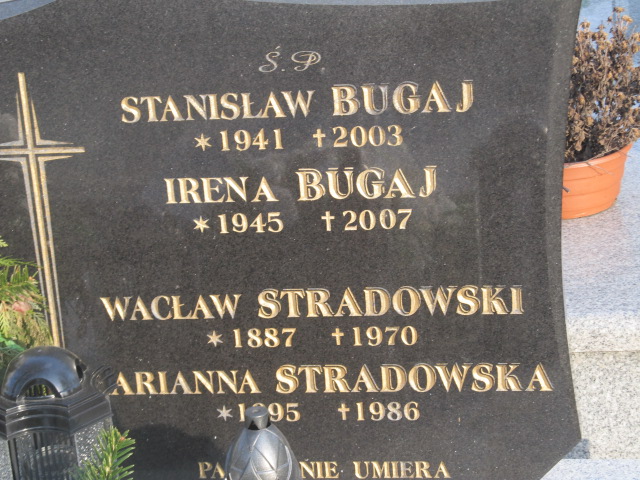 Ś.P.
STANISŁAW BUGAJ
* 1941 † 2003
IRENA BUGAJ
* 1945 † 2007
WACŁAW STRADOWSKI
* 1887 † 1970
ARIANNA STRADOWSKA
† 1986
NIE UMIERA